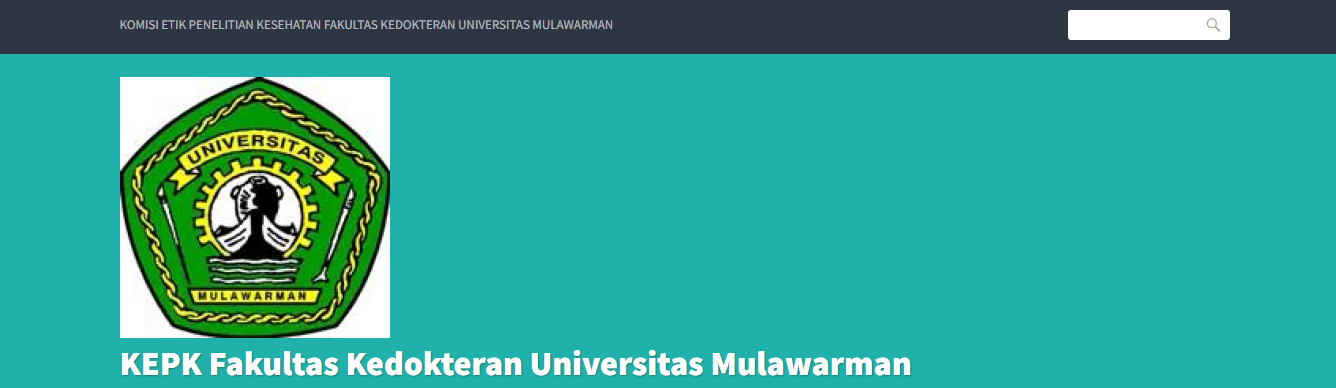 KOMISI ETIK PENELITIAN KESEHATAN FAKULTAS KEDOKTERAN UNIVERSITAS MULAWARMAN
UNIVERSITAS
MULAWARMAN
KEPK Fakultas Kedokteran Universitas Mulawarman